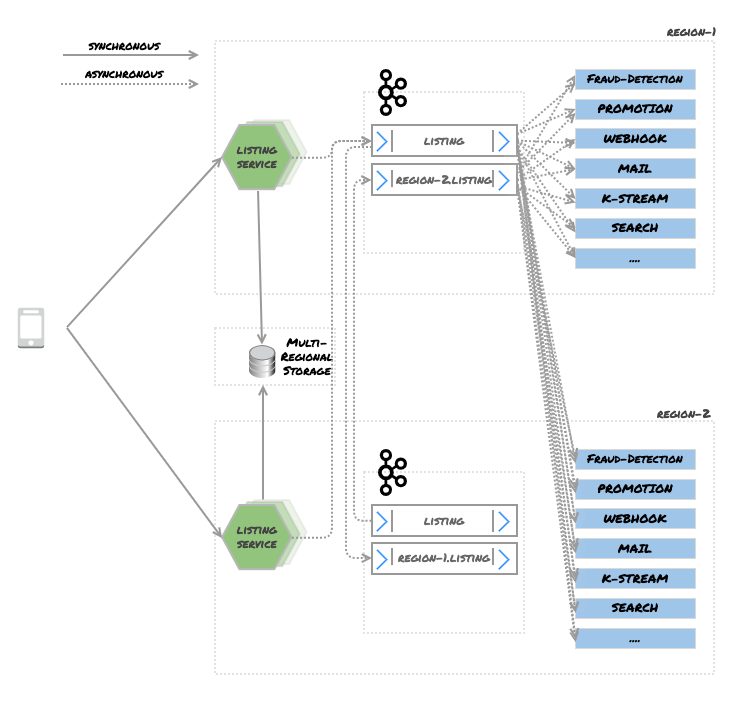 REGION-1
SYNCHRONOUS
ASYNCHRONOUS
LISTING
SERVICE
LISTING
REGION-2.LISTING
FRAUD-DETECTION
PROMOTION
WEBHOOK
MAIL
K-STREAM
SEARCH
....
MULTI-
REGIONAL
STORAGE
REGION-2
LISTING
SERVICE
LISTING
REGION-1.LISTING
FRAUD-DETECTION
PROMOTION
WEBHOOK
MAIL
K-STREAM
SEARCH
....